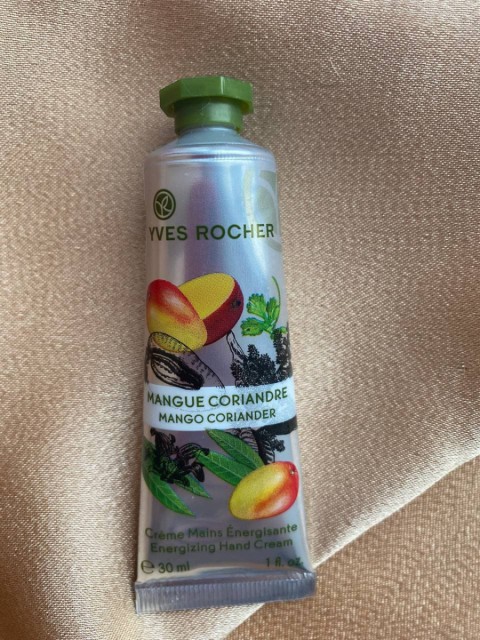 YVES ROCHER
MANGUE CORIANDRE
MANGO CORIANDER
Crème Mains Énergisante
Energizing Hand Cream
e 30 ml 1 fl. oz.